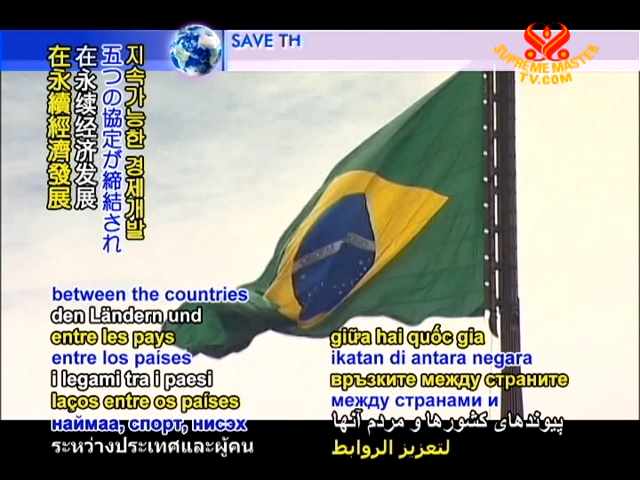 SAVE TH
SUPREME MASTER
TV.COM
지속가능한 경제개발
五つの協定が締結され
在永续经济发展
在永續經濟發展
between the countries
den Ländern und
entre les pays
entre los países
i legami tra i paesi
laços entre os países
наймаа, спорт, нисэх
ระหว่างประเทศและผู้คน
giữa hai quốc gia
ikatan di antara negara
връзките между страните
между странами и
پیوندهای کشورها و مردم آنها
لتعزيز الروابط